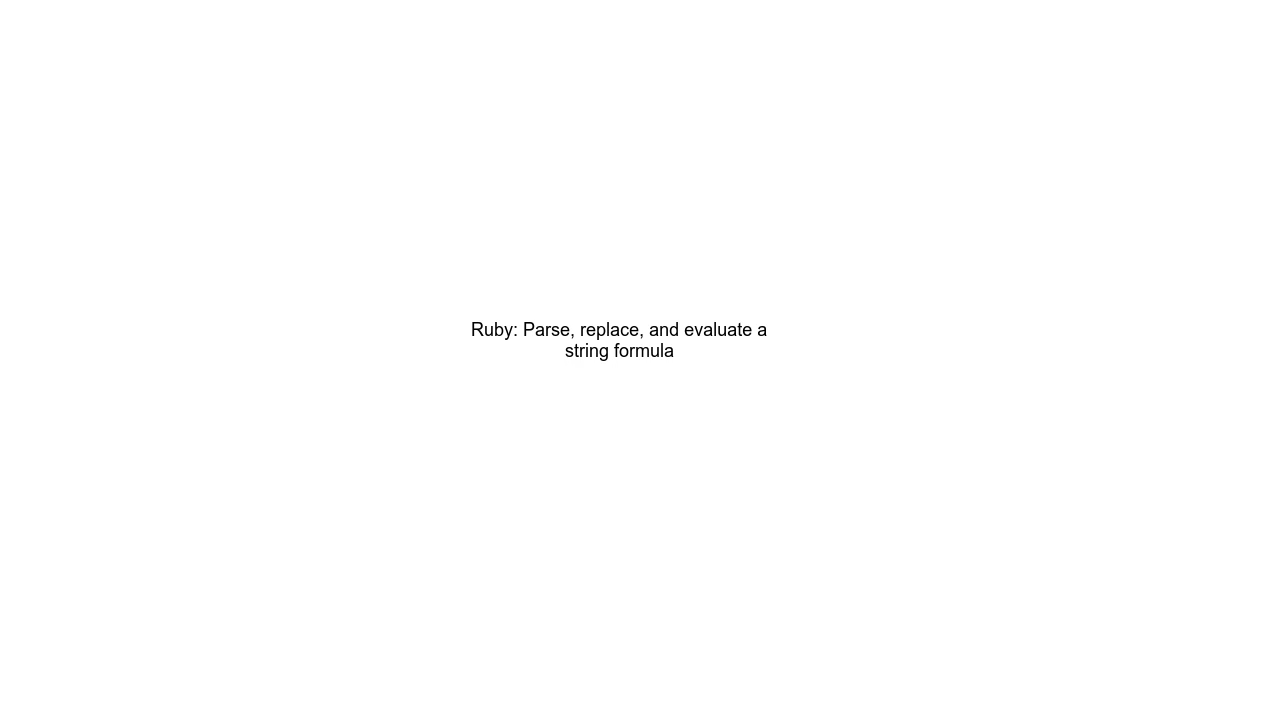 Ruby: Parse, replace, and evaluate a
string formula